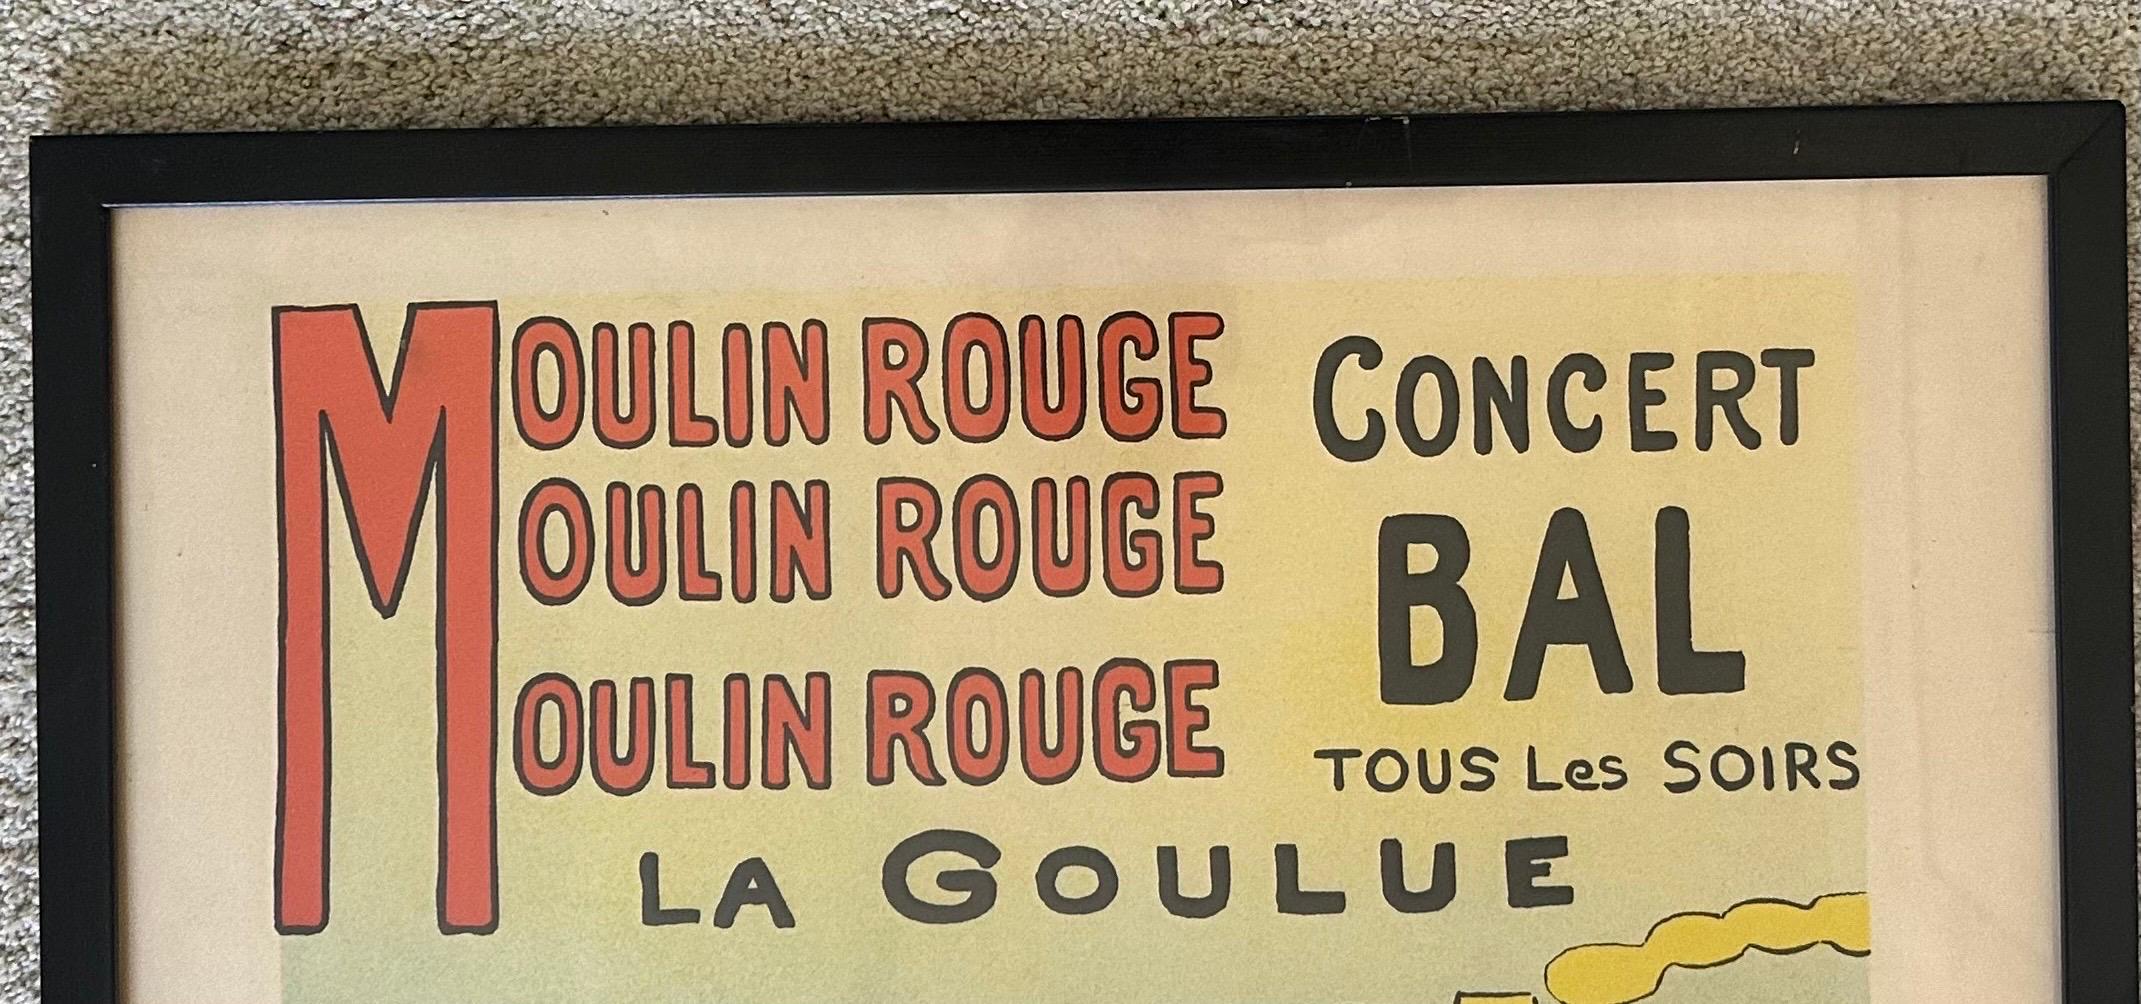 MOULIN ROUGE CONCERT
OULIN ROUGE BAL
OULIN ROUGE TOUS Les SOIRS
LA GOULUE